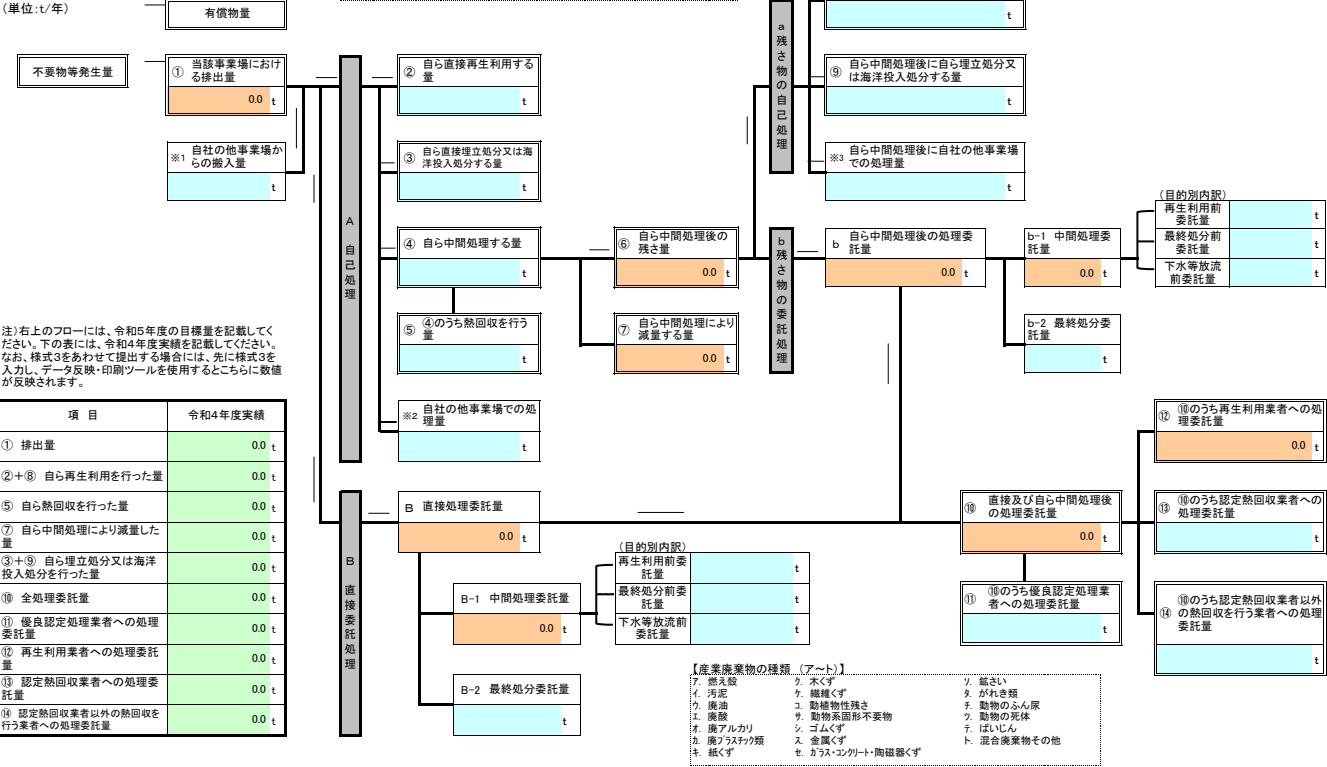 (単位:t/年)
有償物量
t
不要物等発生量
① 当該事業場におけ
る排出量
0.0 t
※1 自社の他事業場か
らの搬入量
t
A 自己処理
② 自ら直接再生利用する
量
t
③ 自ら直接埋立処分又は海
洋投入処分する量
t
④ 自ら中間処理する量
t
⑤ ④のうち熱回収を行う
量
t
※2 自社の他事業場での処
理量
t
⑥ 自ら中間処理後の
残さ量
0.0 t
⑦ 自ら中間処理により
減量する量
0.0 t
a 残さ物の自己処理
⑨ 自ら中間処理後に自ら埋立処分又
は海洋投入処分する量
t
※3 自ら中間処理後に自社の他事業場
での処理量
t
b 残さ物の委託処理
b 自ら中間処理後の処理委
託量
0.0 t
b-1 中間処理委
託量
0.0 t
(目的別内訳)
再生利用前
委託量
t
最終処分前
委託量
t
下水等放流
前委託量
t
b-2 最終処分委
託量
t
注)右上のフローには、令和5年度の目標量を記載してく
ださい。下の表には、令和4年度実績を記載してください。
なお、様式3をあわせて提出する場合には、先に様式3を
入力し、データ反映・印刷ツールを使用するとこちらに数値
が反映されます。
項 目 令和4年度実績
① 排出量 0.0 t
②+⑧ 自ら再生利用を行った量 0.0 t
⑤ 自ら熱回収を行った量 0.0 t
⑦ 自ら中間処理により減量した
量 0.0 t
③+⑨ 自ら埋立処分又は海洋
投入処分を行った量 0.0 t
⑩ 全処理委託量 0.0 t
⑪ 優良認定処理業者への処理
委託量 0.0 t
⑫ 再生利用業者への処理委託
量 0.0 t
⑬ 認定熱回収業者への処理委
託量 0.0 t
⑭ 認定熱回収業者以外の熱回収を
行う業者への処理委託量 0.0 t
B 直接委託処理
B 直接処理委託量
0.0 t
B-1 中間処理委託量
0.0 t
(目的別内訳)
再生利用前委
託量
t
最終処分前委
託量
t
下水等放流前
委託量
t
B-2 最終処分委託量
t
⑩ 直接及び自ら中間処理後
の処理委託量
0.0 t
⑪ ⑩のうち優良認定処理業
者への処理委託量
t
⑫ ⑩のうち再生利用業者への処
理委託量
0.0 t
⑬ ⑩のうち認定熱回収業者への
処理委託量
t
⑭ ⑩のうち認定熱回収業者以外
の熱回収を行う業者への処理
委託量
t
【産業廃棄物の種類 (ア~ト)】
ア. 燃え殻
イ. 汚泥
ウ. 廃油
エ. 廃酸
オ. 廃アルカリ
カ. 廃プラスチック類
キ. 紙くず
ク. 木くず
ケ. 繊維くず
コ. 動植物性残さ
サ. 動物系固形不要物
シ. ゴムくず
ス. 金属くず
セ. ガラス・コンクリート・陶磁器くず
ソ. 鉱さい
タ. がれき類
チ. 動物のふん尿
ツ. 動物の死体
テ. ばいじん
ト. 混合廃棄物その他